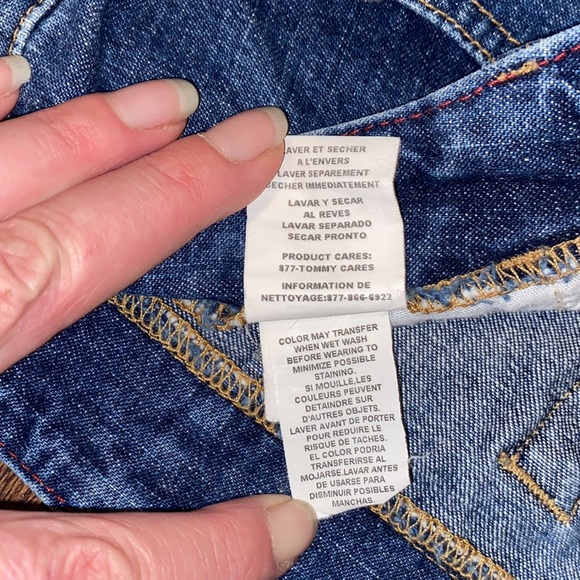 LAVER ET SECHER
A L'ENVERS
LAVER SEPAREMENT
SECHER IMMEDIATEMENT
LAVAR Y SECAR
AL REVES
LAVAR SEPARADO
SECAR PRONTO
PRODUCT CARES:
877-TOMMY CARES
INFORMATION DE
NETTOYAGE:877-866-6922
COLOR MAY TRANSFER
WHEN WET WASH
BEFORE WEARING TO
MINIMIZE POSSIBLE
STAINING.
SI MOUILLE,LES
COULEURS PEUVENT
DETAINDRE SUR
D'AUTRES OBJETS.
LAVER AVANT DE PORTER
POUR REDUIRE LE
RISQUE DE TACHES.
EL COLOR PODRIA
TRANSFERIRSE AL
MOJARSE.LAVAR ANTES
DE USARSE PARA
DISMINUIR POSIBLES
MANCHAS.